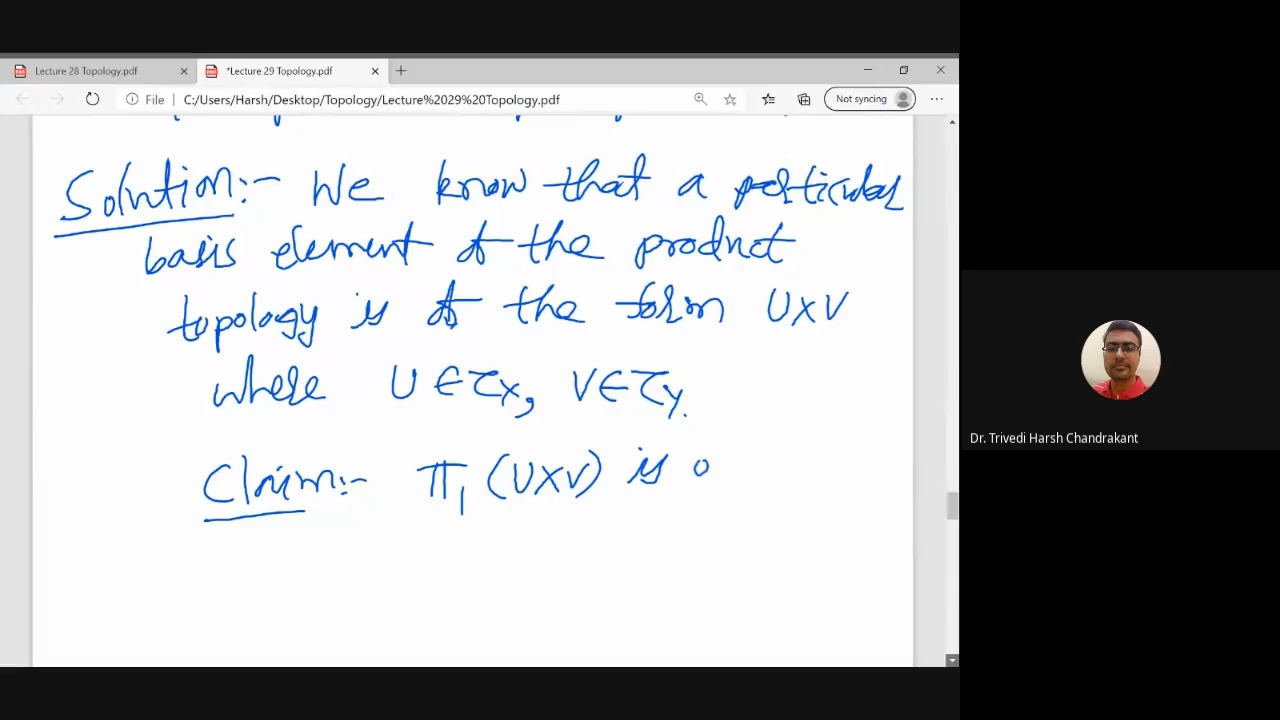 Lecture 28 Topology.pdf
*Lecture 29 Topology.pdf
File
C:/Users/Harsh/Desktop/Topology/Lecture%2029%20Topology.pdf
Not syncing
Solution:- We know that a particular
basis element of the product
topology is of the form U×V
where U∈τx, V∈τy.
Claim:- π₁ (U×V) is o
Dr. Trivedi Harsh Chandrakant